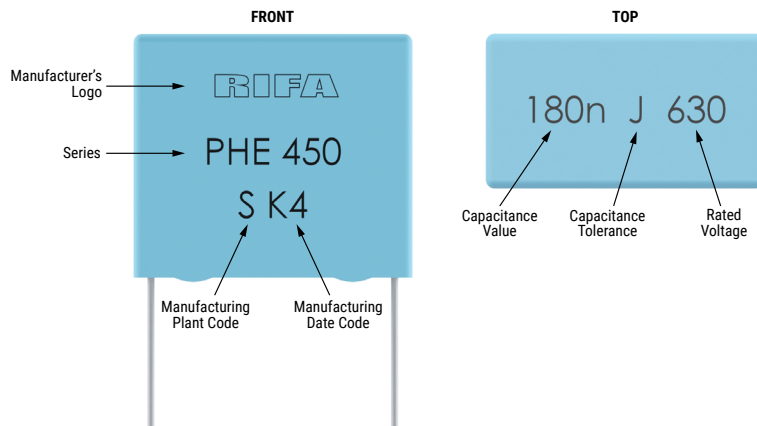 FRONT
Manufacturer's
Logo
RIFA
Series
PHE 450
S K4
Manufacturing
Plant Code
Manufacturing
Date Code
TOP
180n J 630
Capacitance
Value
Capacitance
Tolerance
Rated
Voltage